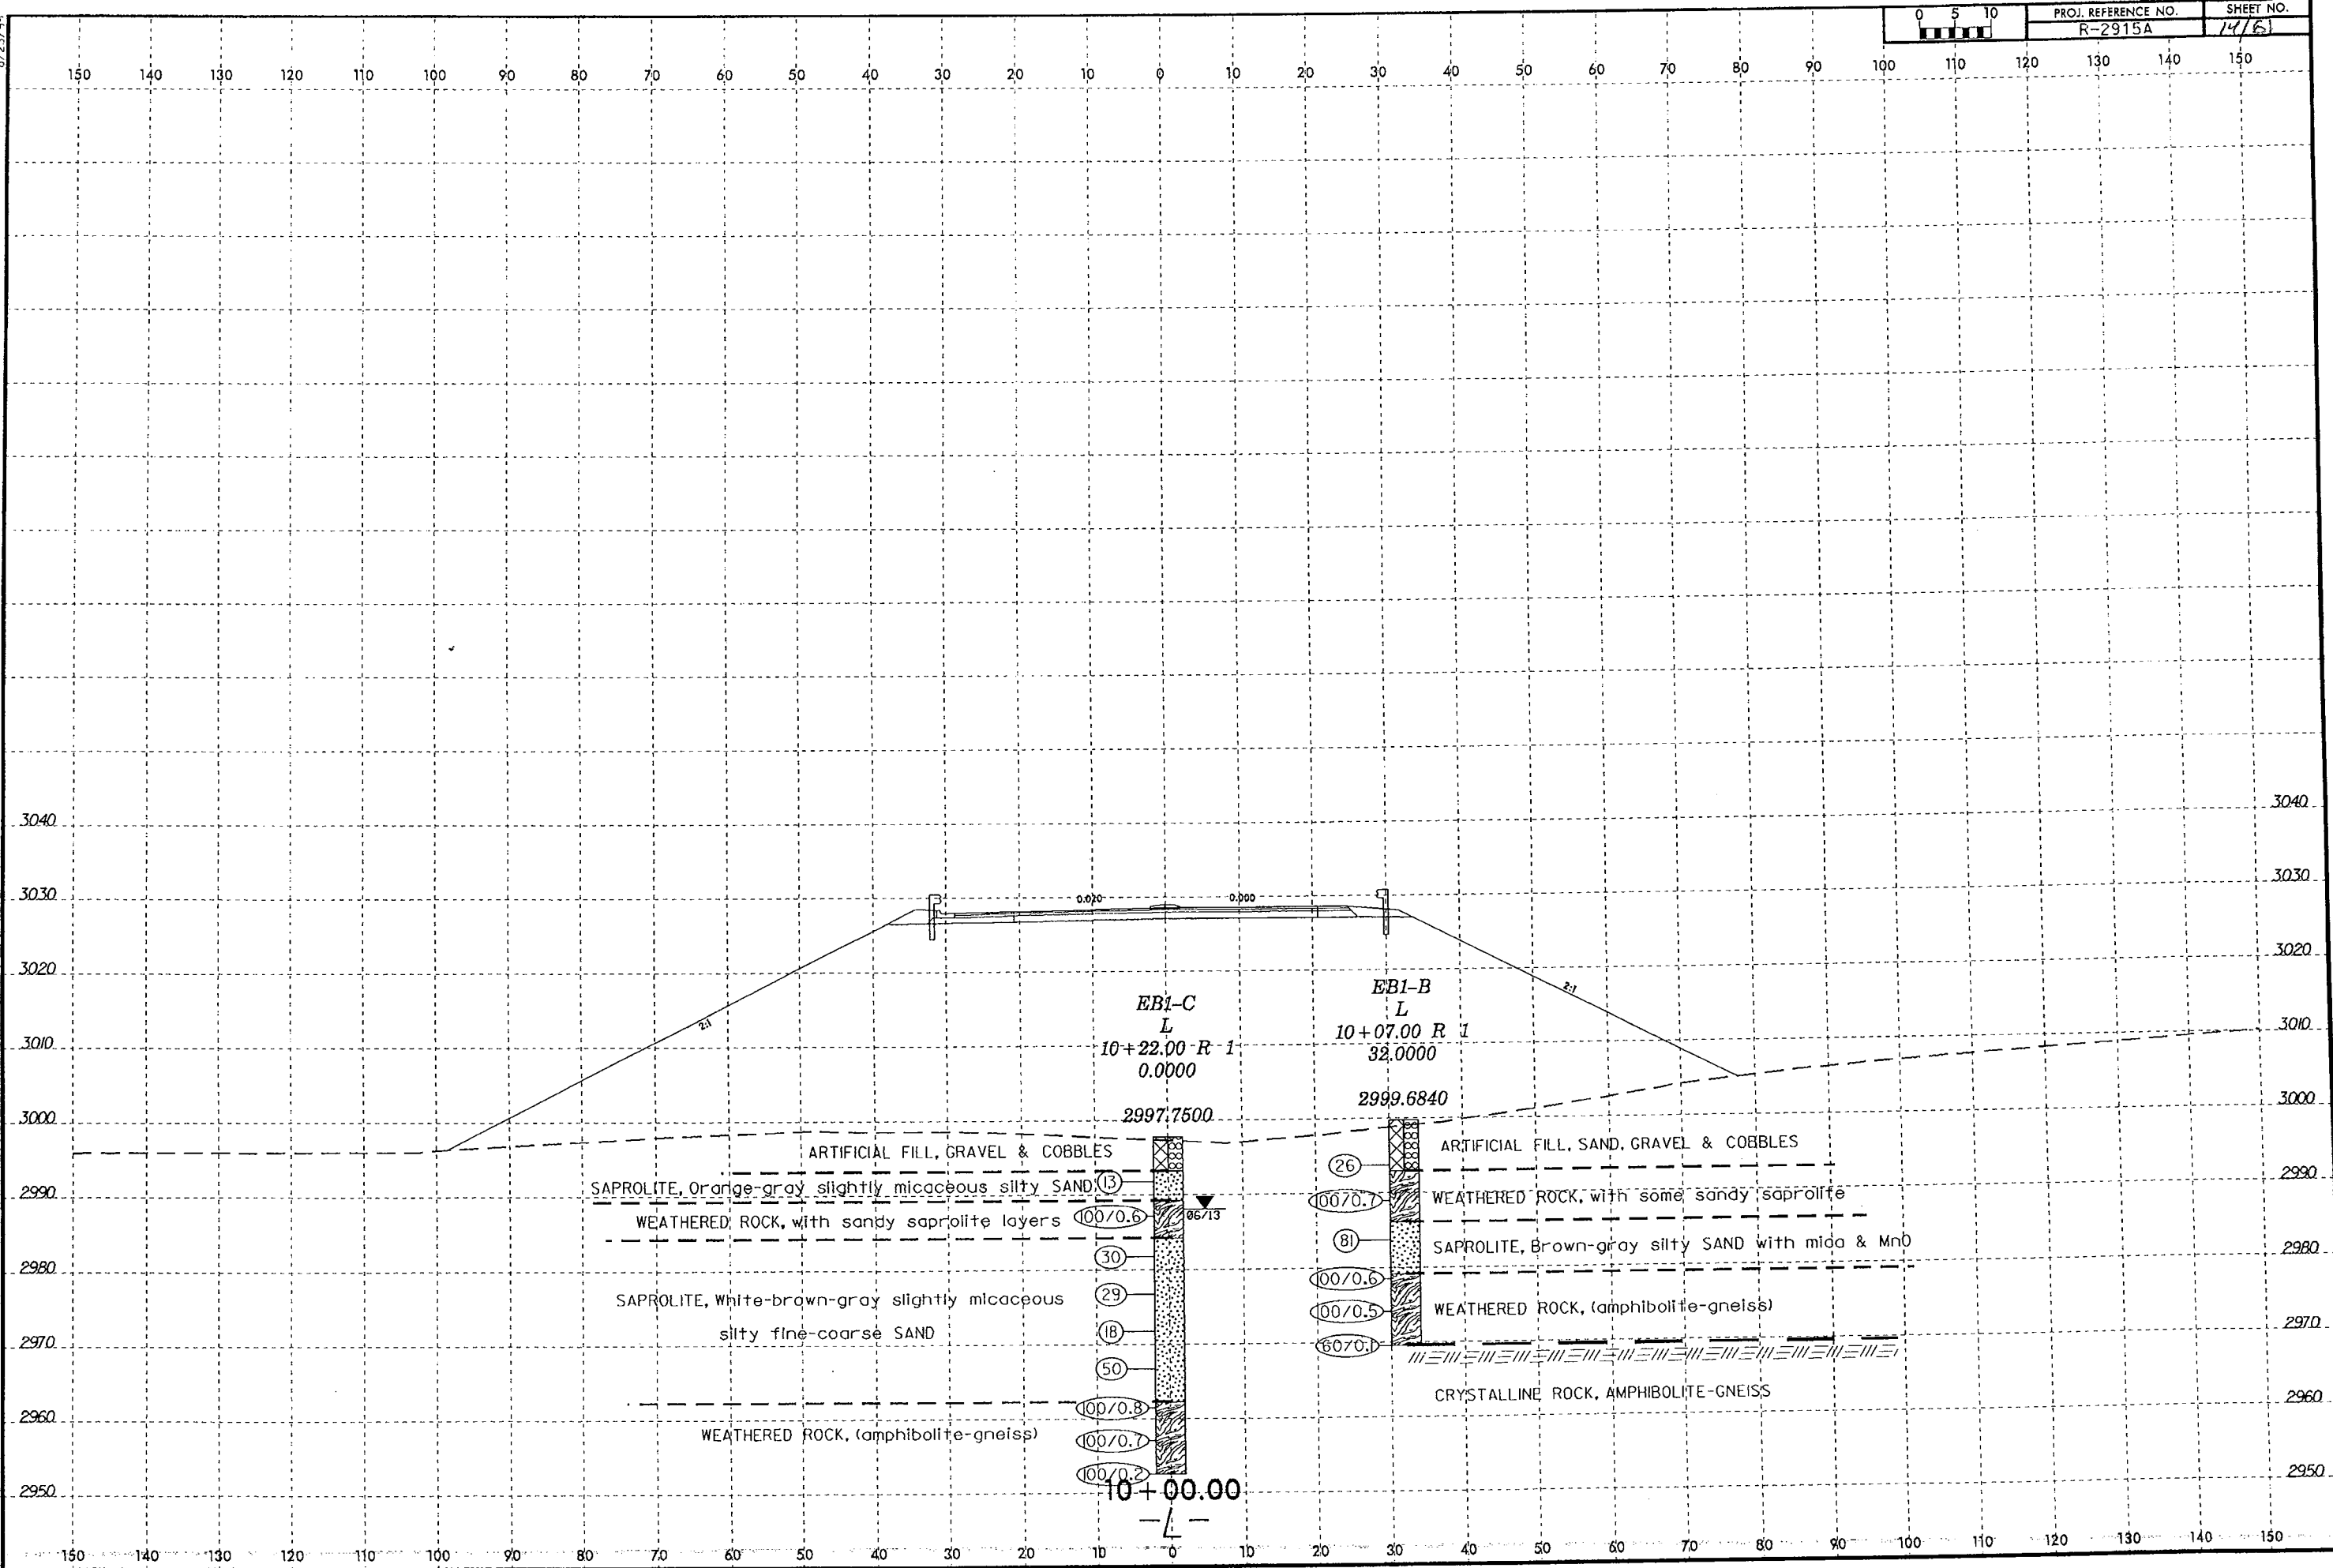 0 5 10
PROJ. REFERENCE NO.
SHEET NO.
R-2915A
14/61
150 140 130 120 110 100 90 80 70 60 50 40 30 20 10 0 10 20 30 40 50 60 70 80 90 100 110 120 130 140 150
3040 3040
3030 3030
0.020 0.000
3020 3020
2:1
2:1
EB1-C
L
10+22.00 R 1
0.0000
2997.7500
EB1-B
L
10+07.00 R 1
32.0000
2999.6840
3010 3010
3000 3000
ARTIFICIAL FILL, GRAVEL & COBBLES
13
SAPROLITE, Orange-gray slightly micaceous silty SAND
2990 2990
WEATHERED ROCK, with sandy saprolite layers
100/0.6
06/13
30
2980 2980
29
SAPROLITE, White-brown-gray slightly micaceous
silty fine-coarse SAND
18
2970 2970
50
100/0.8
2960 2960
WEATHERED ROCK, (amphibolite-gneiss)
100/0.7
100/0.2
2950 2950
ARTIFICIAL FILL, SAND, GRAVEL & COBBLES
26
100/0.7
WEATHERED ROCK, with some sandy saprolite
81
SAPROLITE, Brown-gray silty SAND with mica & MnO
100/0.6
100/0.5
WEATHERED ROCK, (amphibolite-gneiss)
60/0.1
CRYSTALLINE ROCK, AMPHIBOLITE-GNEISS
10+00.00
-L-
150 140 130 120 110 100 90 80 70 60 50 40 30 20 10 0 10 20 30 40 50 60 70 80 90 100 110 120 130 140 150